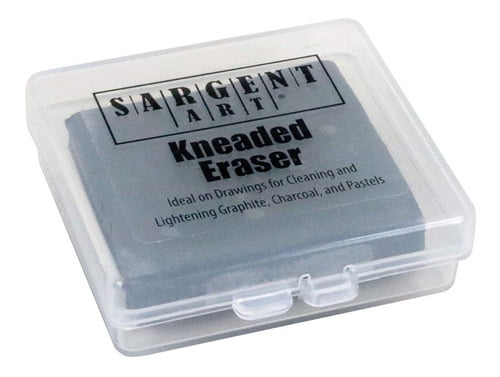 SARGENT
ART®
Kneaded
Eraser
Ideal on Drawings for Cleaning and
Lightening Graphite, Charcoal, and Pastels